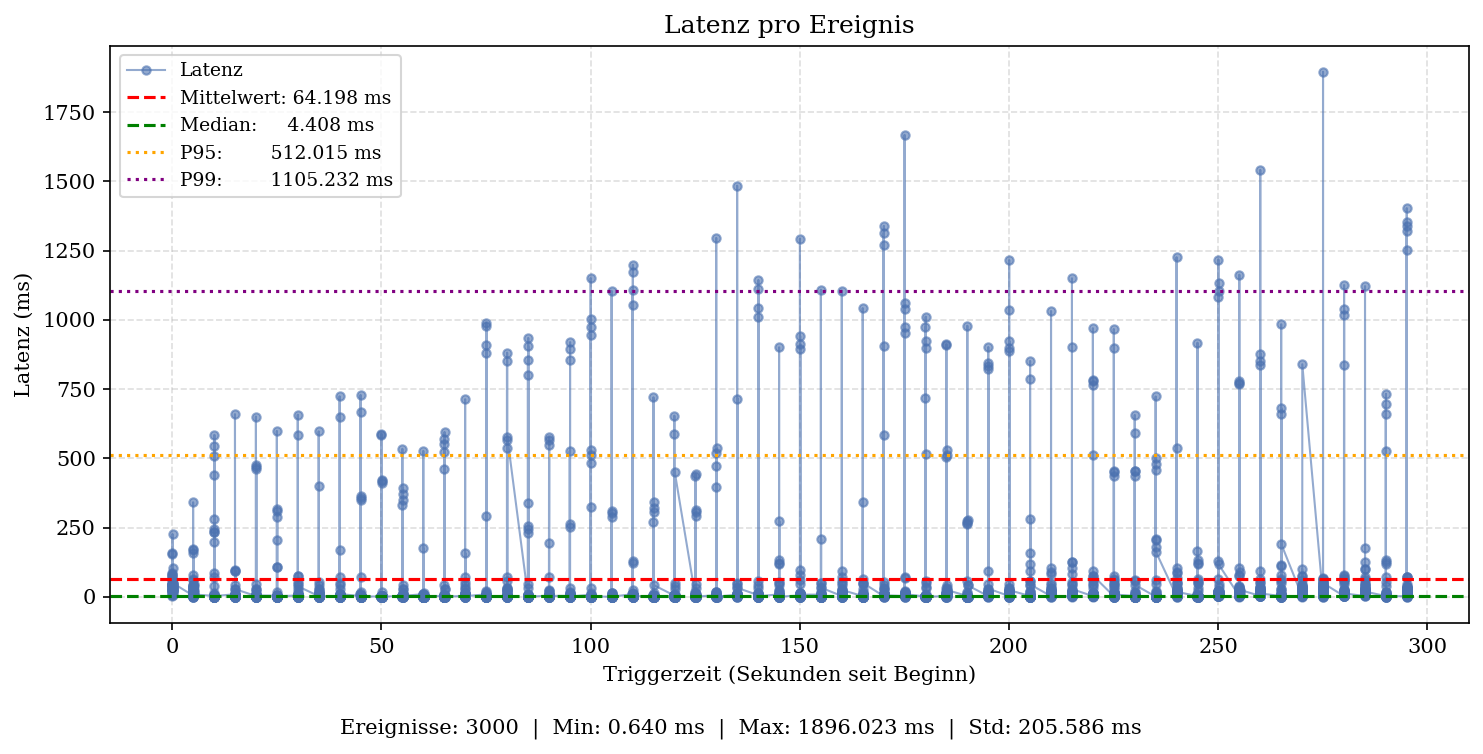 Latenz pro Ereignis
Latenz
Mittelwert: 64.198 ms
Median: 4.408 ms
P95: 512.015 ms
P99: 1105.232 ms
Latenz (ms)
1750
1500
1250
1000
750
500
250
0
0 50 100 150 200 250 300
Triggerzeit (Sekunden seit Beginn)
Ereignisse: 3000 | Min: 0.640 ms | Max: 1896.023 ms | Std: 205.586 ms